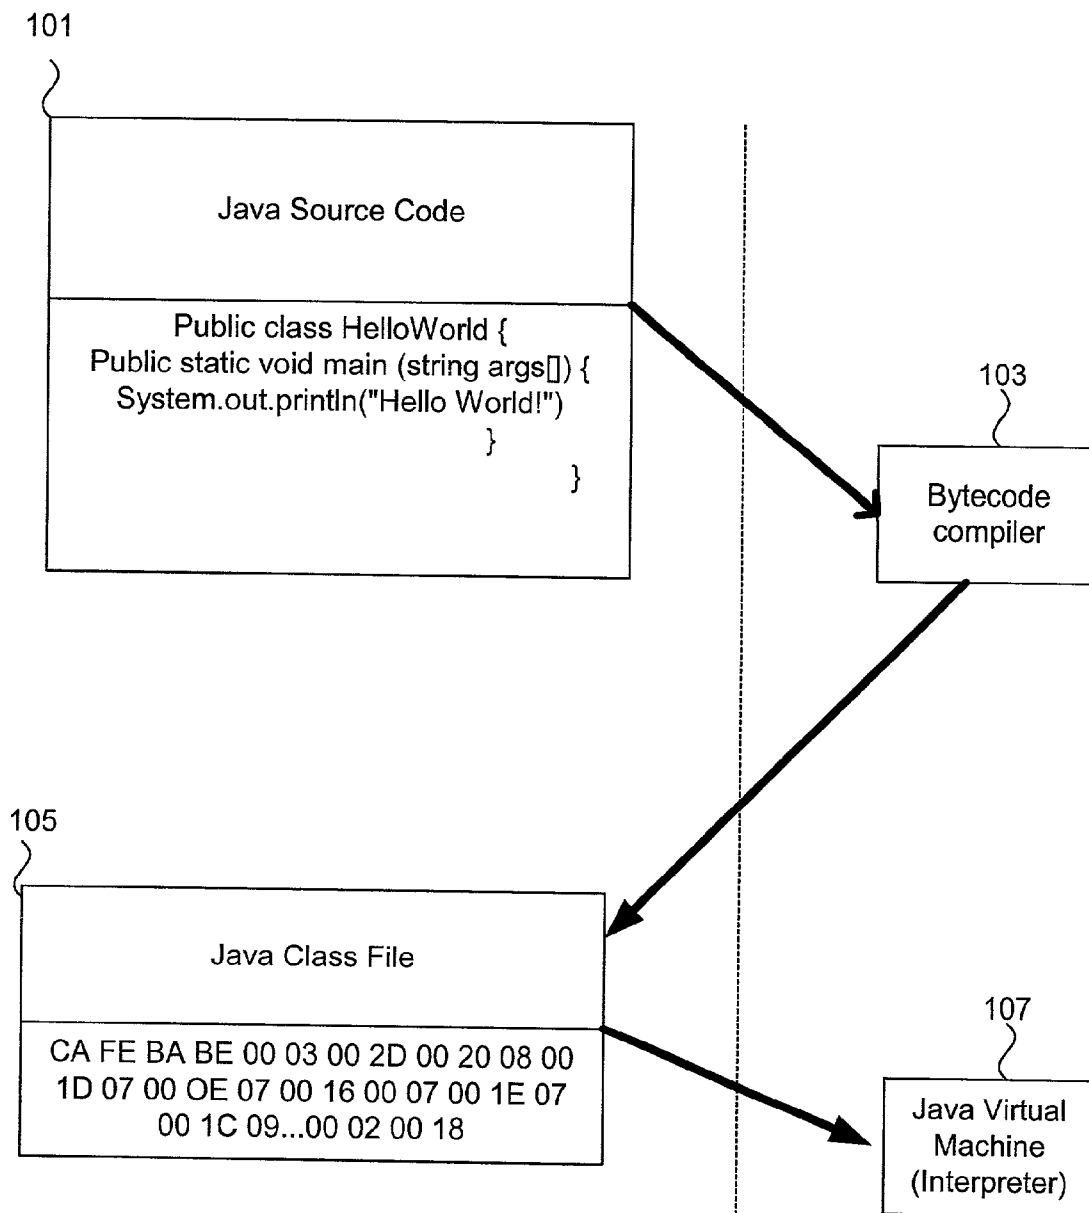 101
Java Source Code
Public class HelloWorld {
Public static void main (string args[]) {
System.out.println("Hello World!")
}
}
103
Bytecode
compiler
105
Java Class File
CA FE BA BE 00 03 00 2D 00 20 08 00
1D 07 00 OE 07 00 16 00 07 00 1E 07
00 1C 09...00 02 00 18
107
Java Virtual
Machine
(Interpreter)